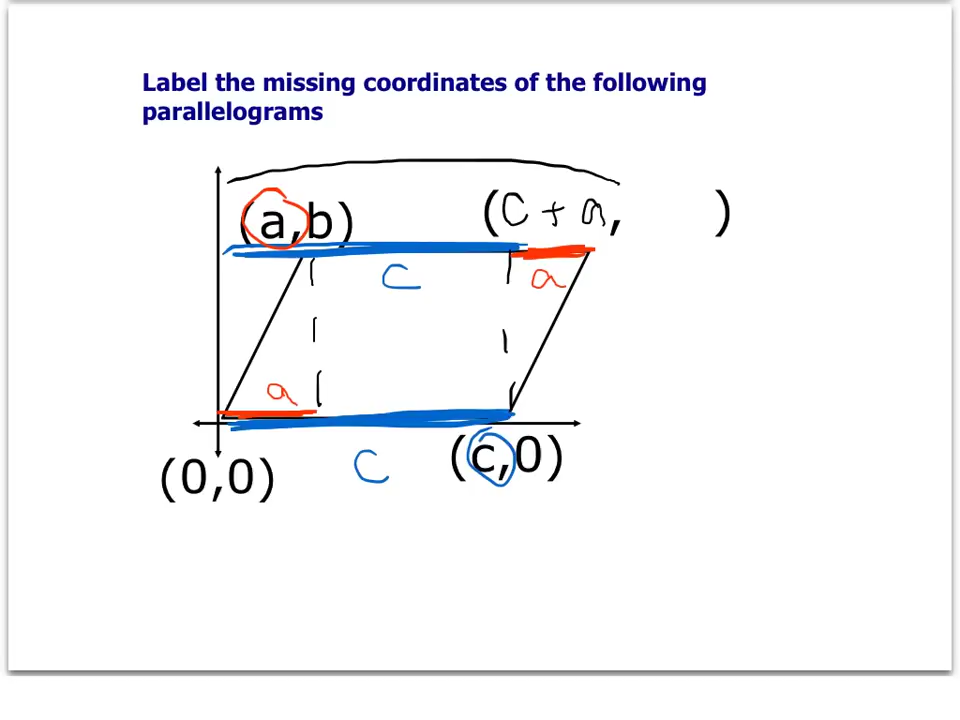 Label the missing coordinates of the following
parallelograms
(a,b)
(c+a, )
c
a
a
(0,0)
c
(c,0)